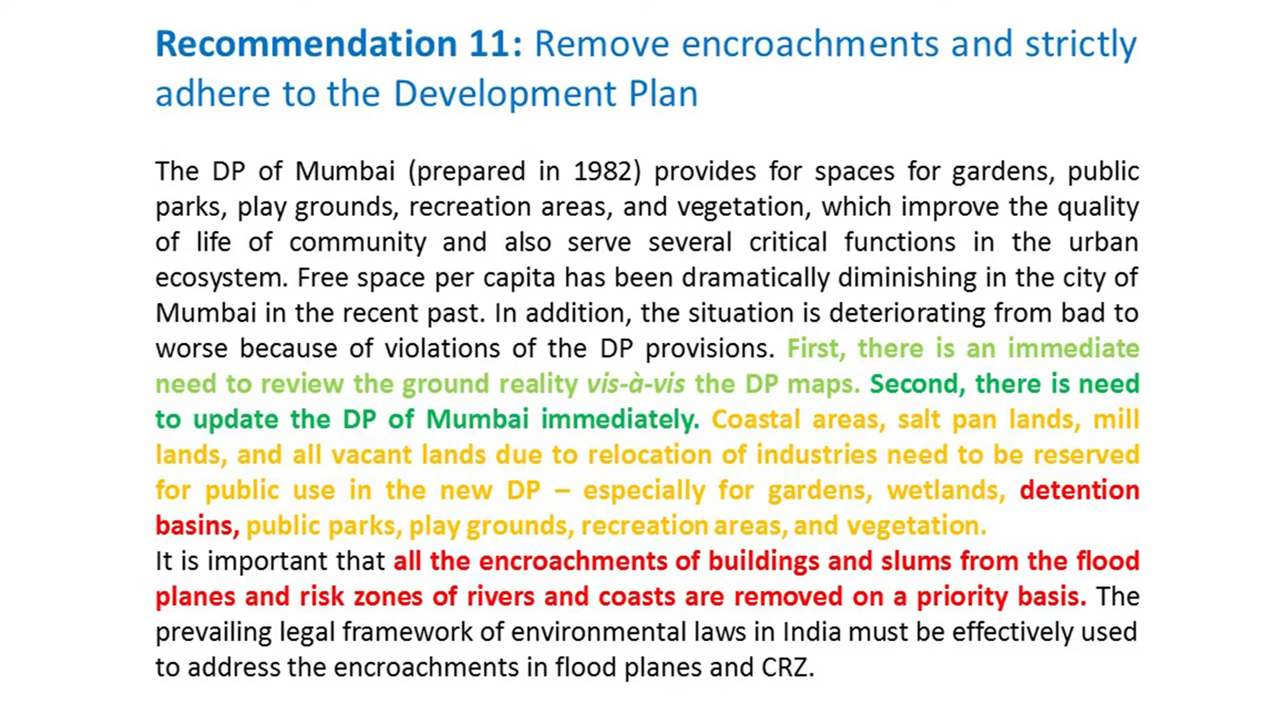 Recommendation 11: Remove encroachments and strictly
adhere to the Development Plan
The DP of Mumbai (prepared in 1982) provides for spaces for gardens, public
parks, play grounds, recreation areas, and vegetation, which improve the quality
of life of community and also serve several critical functions in the urban
ecosystem. Free space per capita has been dramatically diminishing in the city of
Mumbai in the recent past. In addition, the situation is deteriorating from bad to
worse because of violations of the DP provisions. First, there is an immediate
need to review the ground reality vis-à-vis the DP maps. Second, there is need
to update the DP of Mumbai immediately. Coastal areas, salt pan lands, mill
lands, and all vacant lands due to relocation of industries need to be reserved
for public use in the new DP – especially for gardens, wetlands, detention
basins, public parks, play grounds, recreation areas, and vegetation.
It is important that all the encroachments of buildings and slums from the flood
planes and risk zones of rivers and coasts are removed on a priority basis. The
prevailing legal framework of environmental laws in India must be effectively used
to address the encroachments in flood planes and CRZ.